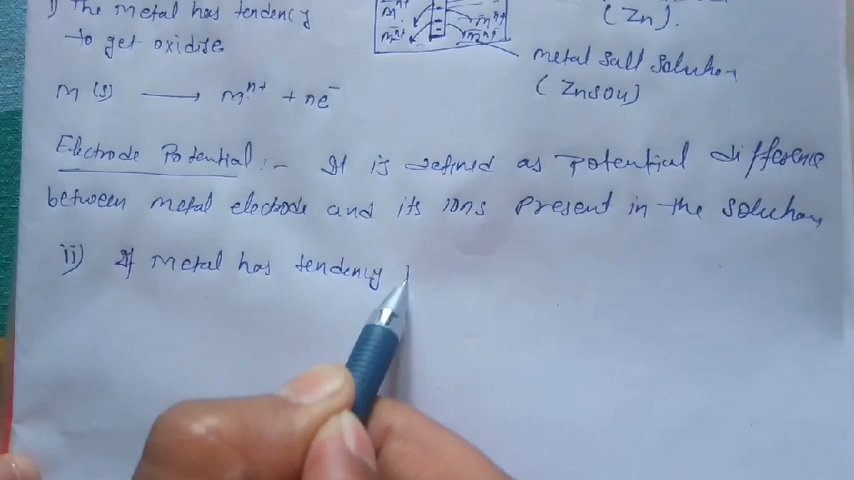 i) The metal has tendency
to get oxidise
M (s) ⟶ M^n+ + ne^-
M^n+
M^n+
M^n+
M^n+
(Zn).
metal salt solution
(ZnSO4)
Electrode Potential :- It is defined as potential difference
between metal electrode and its ions present in the solution
ii) If metal has tendency